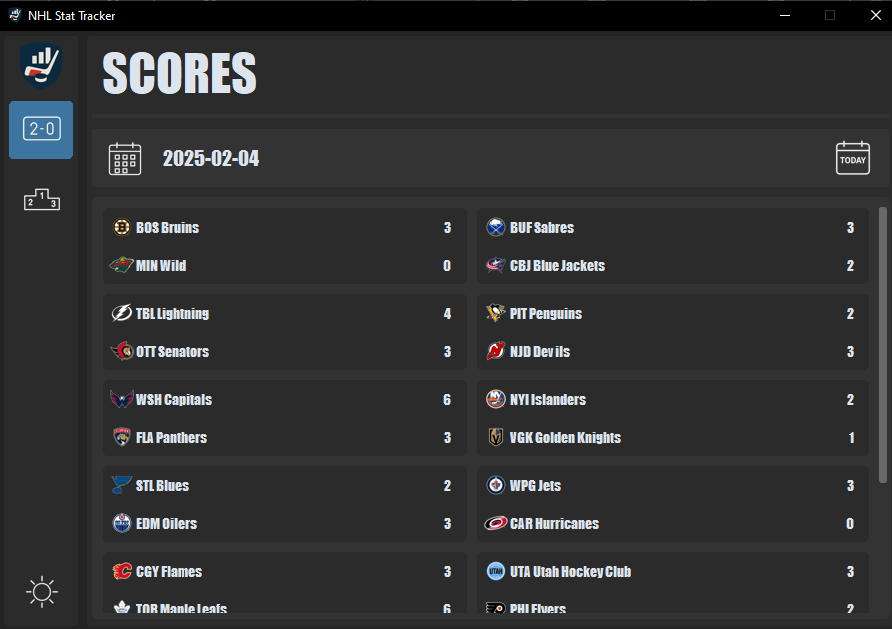 NHL Stat Tracker
SCORES
2-0
2025-02-04
TODAY
2 1 3
BOS Bruins 3
MIN Wild 0
BUF Sabres 3
CBJ Blue Jackets 2
TBL Lightning 4
OTT Senators 3
PIT Penguins 2
NJD Devils 3
WSH Capitals 6
FLA Panthers 3
NYI Islanders 2
VGK Golden Knights 1
STL Blues 2
EDM Oilers 3
WPG Jets 3
CAR Hurricanes 0
CGY Flames 3
TOR Maple Leafs 6
UTAH
UTA Utah Hockey Club 3
PHI Flyers 2